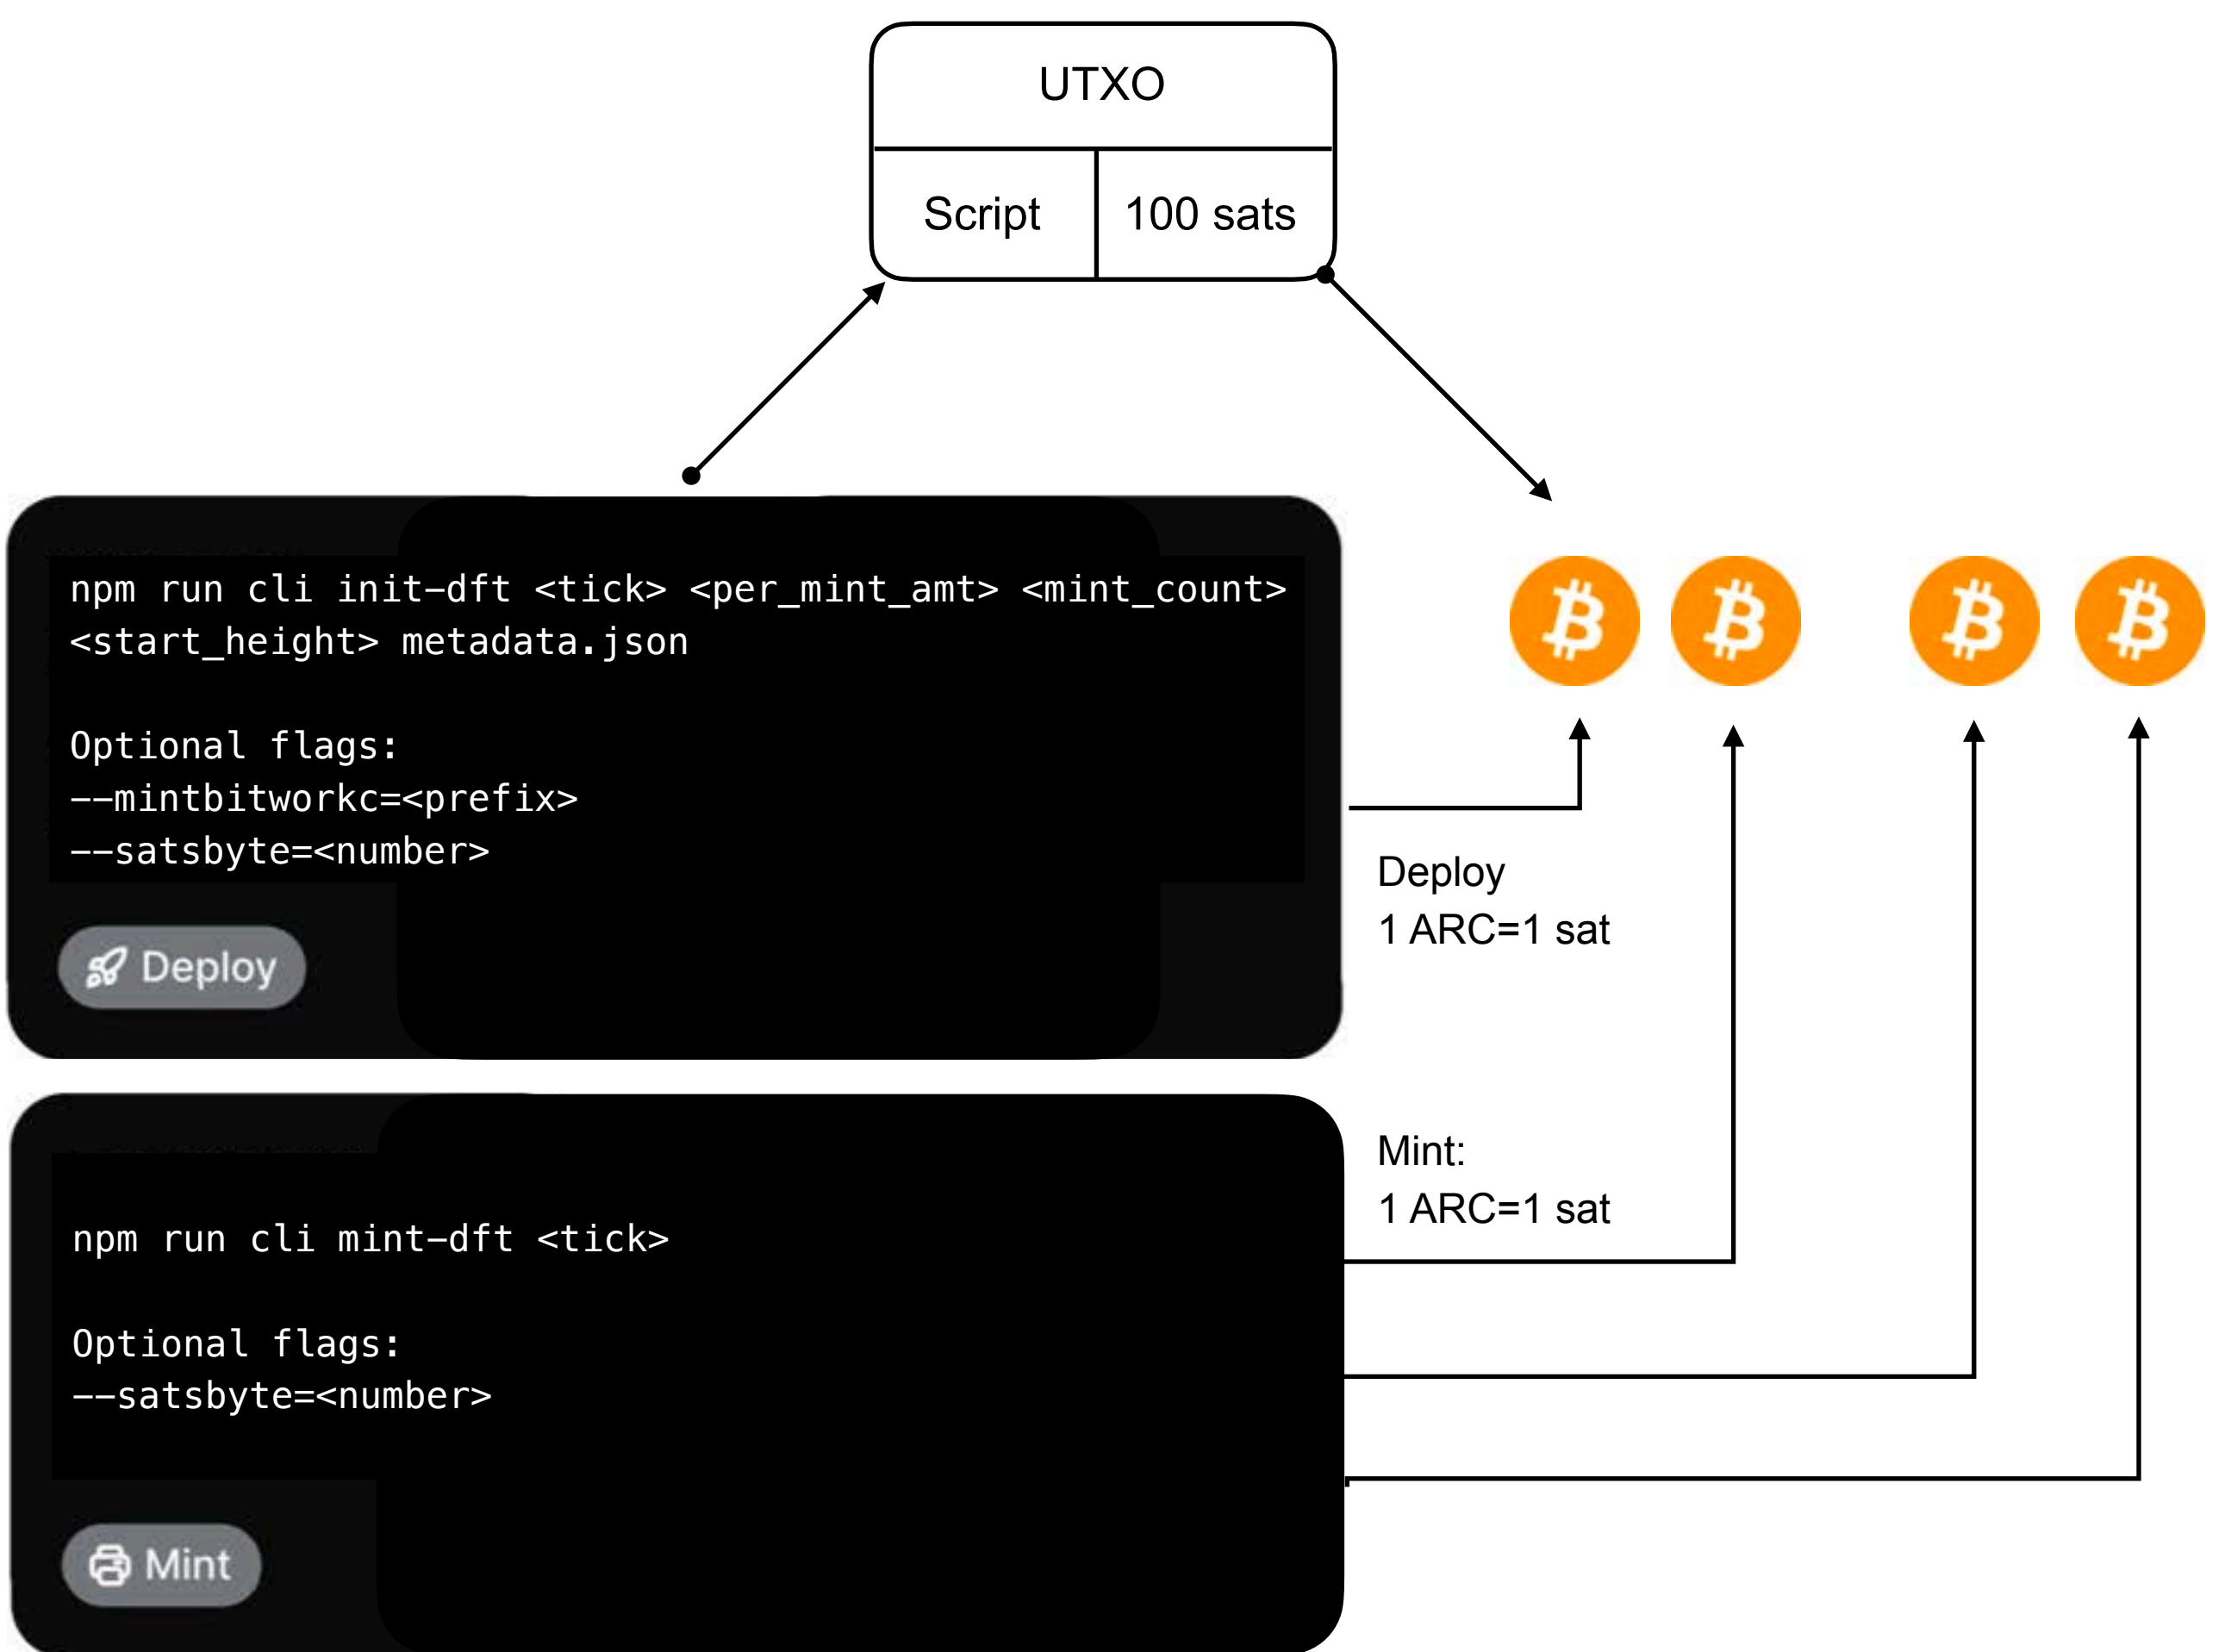 UTXO
Script
100 sats
npm run cli init-dft <tick> <per_mint_amt> <mint_count>
<start_height> metadata.json
Optional flags:
--mintbitworkc=<prefix>
--satsbyte=<number>
Deploy
Deploy
1 ARC=1 sat
npm run cli mint-dft <tick>
Optional flags:
--satsbyte=<number>
Mint
Mint:
1 ARC=1 sat